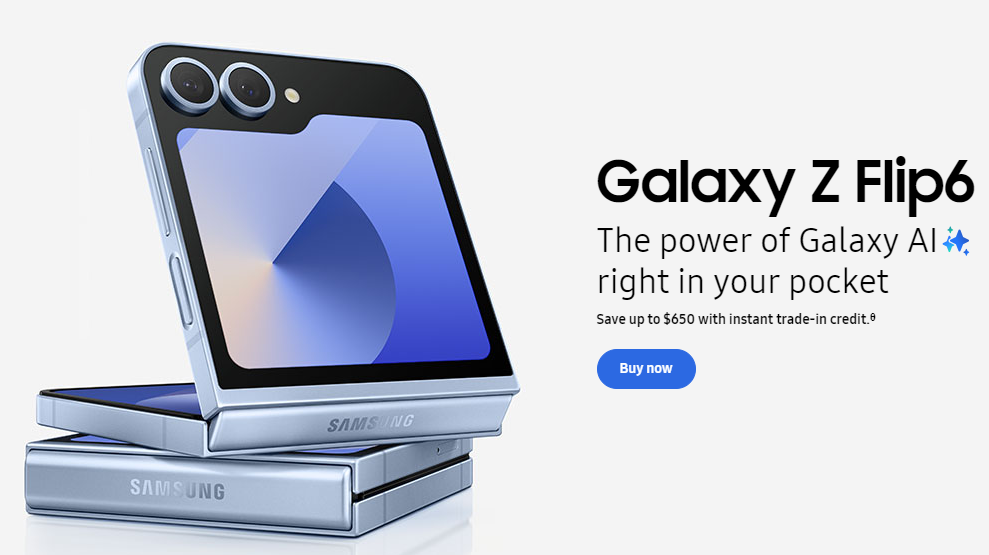 Galaxy Z Flip6
The power of Galaxy AI
right in your pocket
Save up to $650 with instant trade-in credit.θ
Buy now
SAMSUNG
SAMSUNG